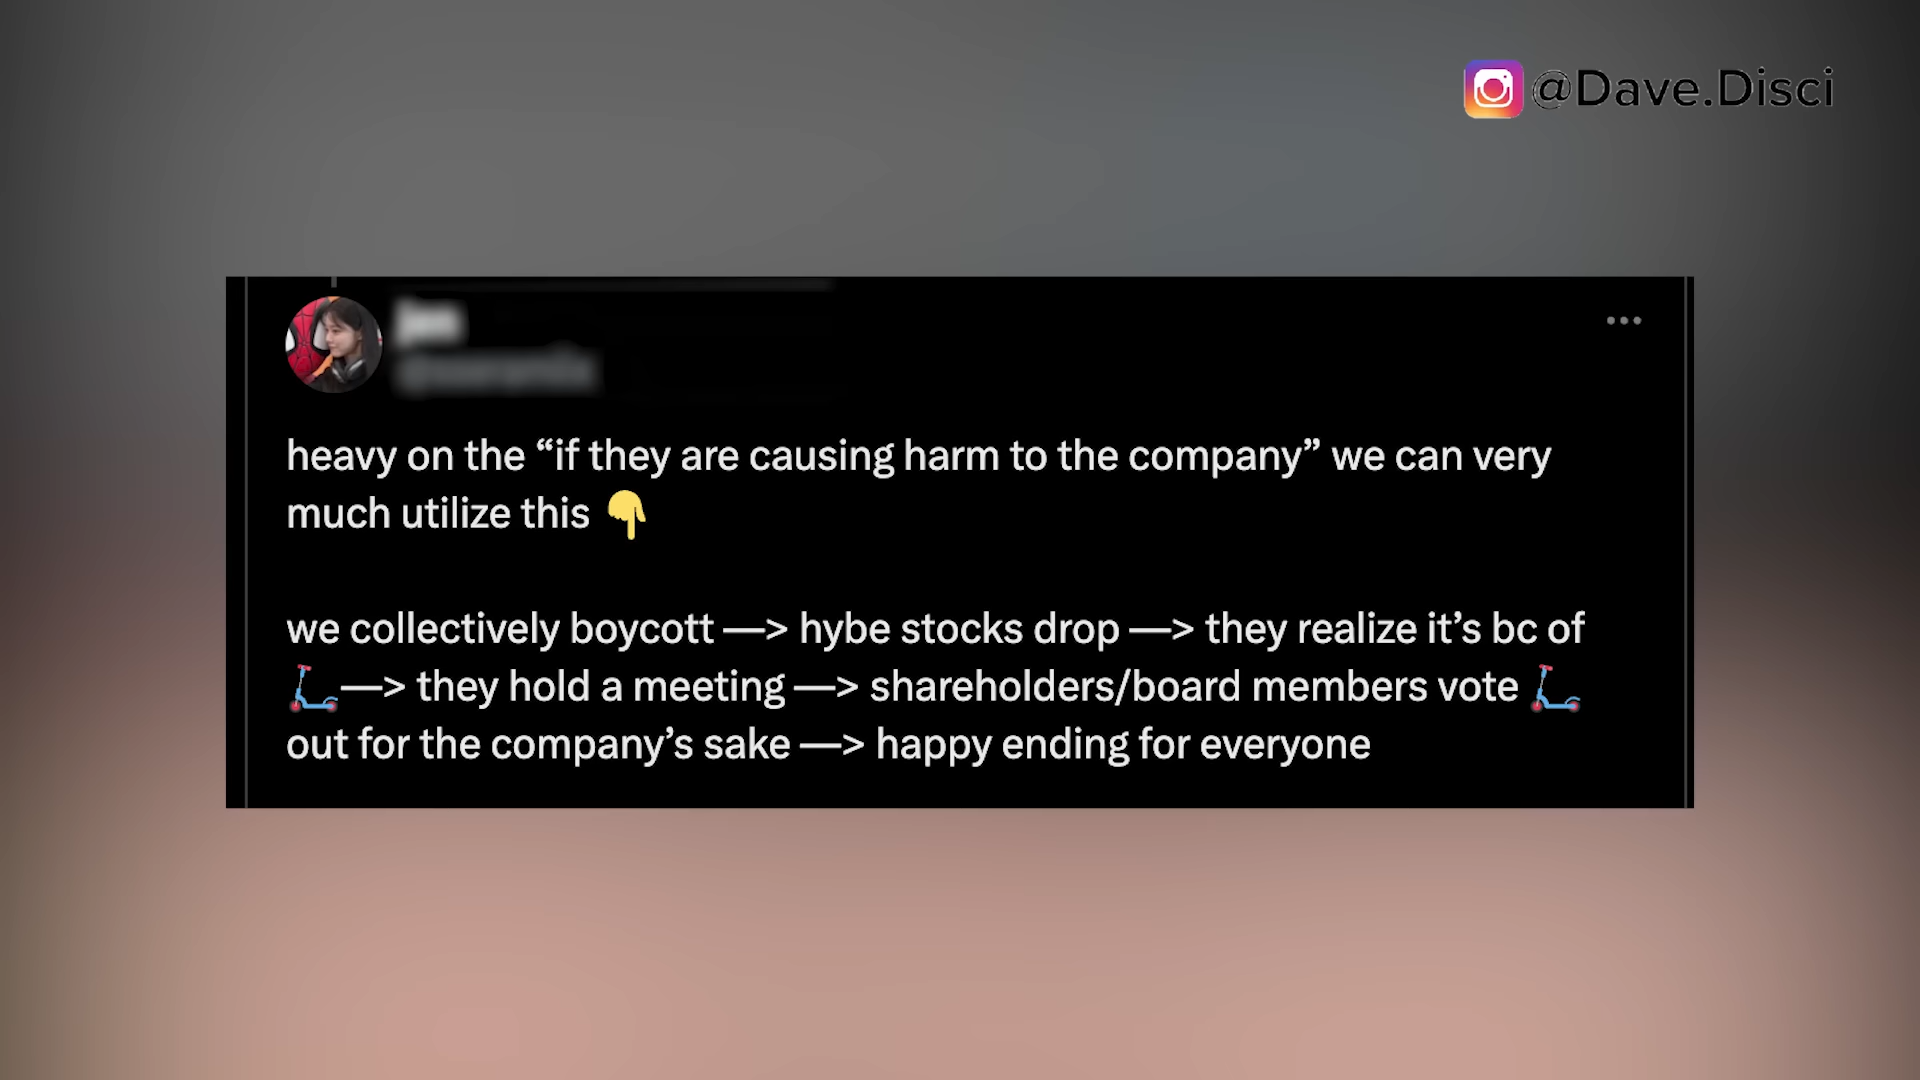 @Dave.Disci
heavy on the “if they are causing harm to the company” we can very
much utilize this 👇
we collectively boycott —> hybe stocks drop —> they realize it’s bc of
🛴—> they hold a meeting —> shareholders/board members vote 🛴
out for the company’s sake —> happy ending for everyone